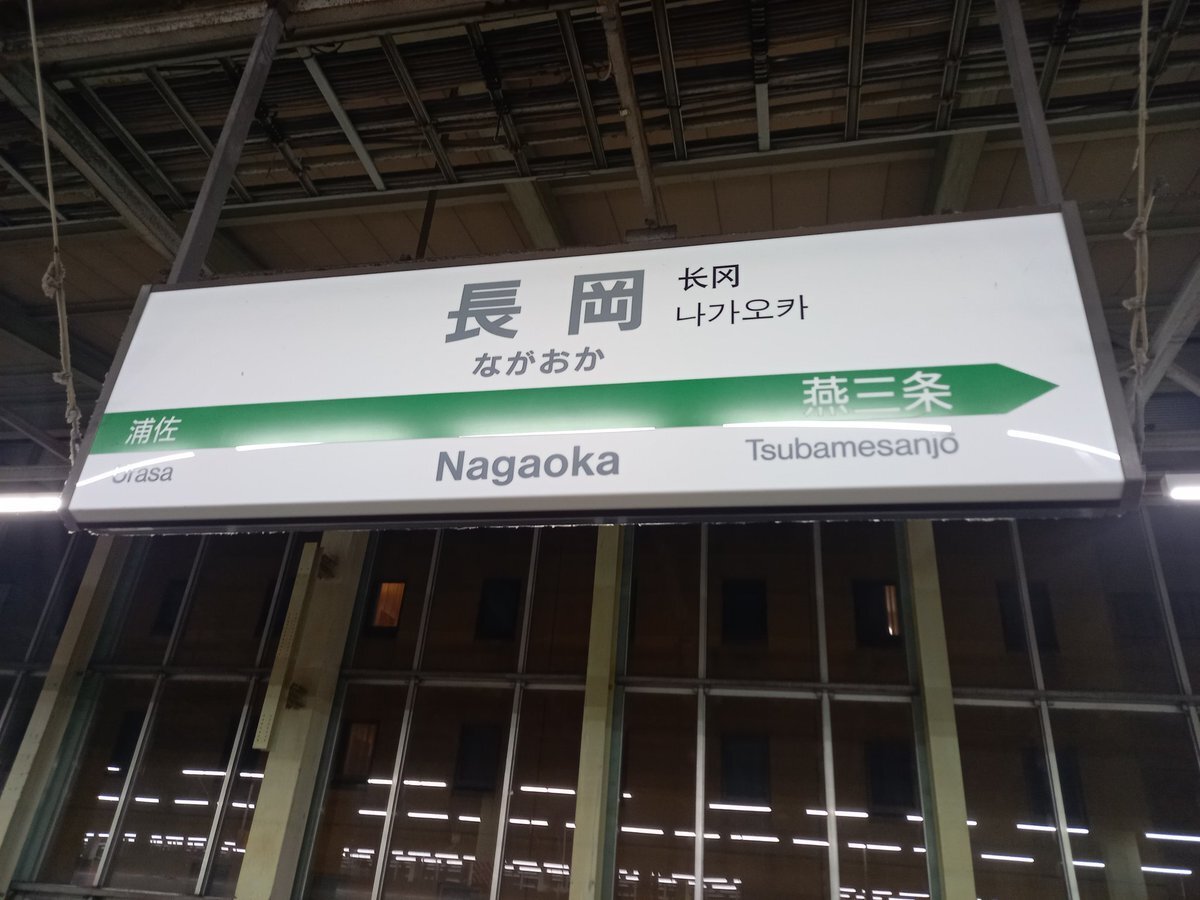 長岡
长冈
나가오카
ながおか
浦佐
燕三条
Urasa
Nagaoka
Tsubamesanjō